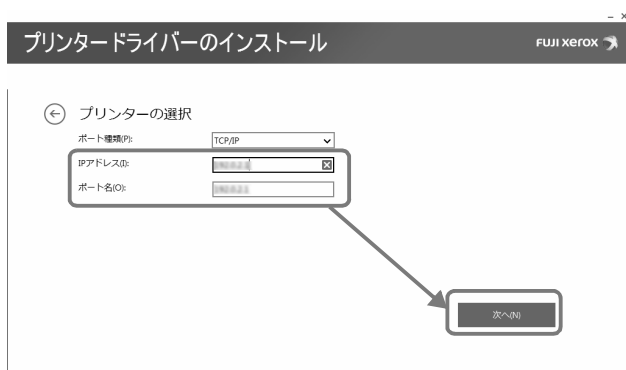 プリンタードライバーのインストール
FUJI XEROX
プリンターの選択
ポート種類(P):
TCP/IP
IPアドレス(I):
ポート名(O):
次へ(N)